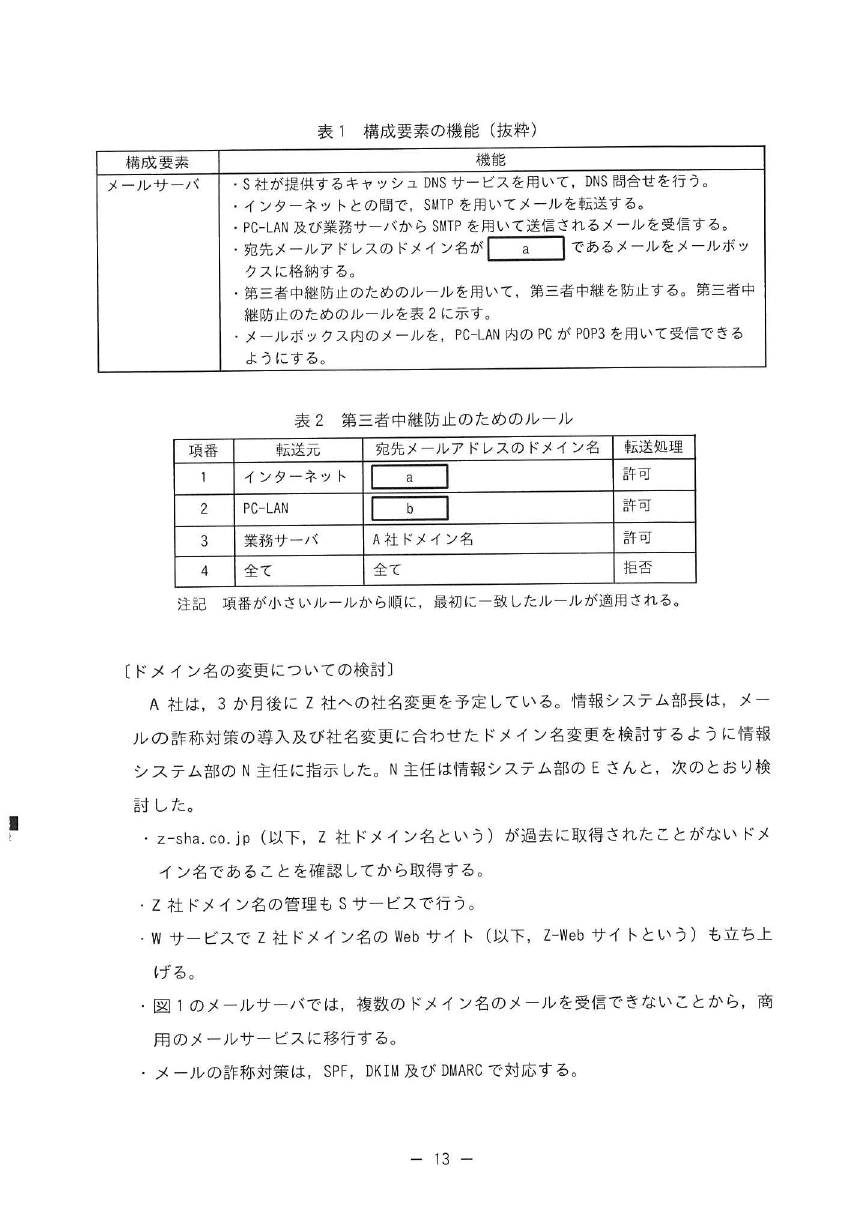 表1 構成要素の機能（抜粋）
構成要素 機能
メールサーバ ・S社が提供するキャッシュDNSサービスを用いて，DNS問合せを行う。
・インターネットとの間で，SMTPを用いてメールを転送する。
・PC-LAN及び業務サーバからSMTPを用いて送信されるメールを受信する。
・宛先メールアドレスのドメイン名が a であるメールをメールボッ
クスに格納する。
・第三者中継防止のためのルールを用いて，第三者中継を防止する。第三者中
継防止のためのルールを表2に示す。
・メールボックス内のメールを，PC-LAN内のPCがPOP3を用いて受信できる
ようにする。
表2 第三者中継防止のためのルール
項番 転送元 宛先メールアドレスのドメイン名 転送処理
1 インターネット a 許可
2 PC-LAN b 許可
3 業務サーバ A社ドメイン名 許可
4 全て 全て 拒否
注記 項番が小さいルールから順に，最初に一致したルールが適用される。
〔ドメイン名の変更についての検討〕
A社は，3か月後にZ社への社名変更を予定している。情報システム部長は，メー
ルの詐称対策の導入及び社名変更に合わせたドメイン名変更を検討するように情報
システム部のN主任に指示した。N主任は情報システム部のEさんと，次のとおり検
討した。
・z-sha.co.jp（以下，Z社ドメイン名という）が過去に取得されたことがないドメ
イン名であることを確認してから取得する。
・Z社ドメイン名の管理もSサービスで行う。
・WサービスでZ社ドメイン名のWebサイト（以下，Z-Webサイトという）も立ち上
げる。
・図1のメールサーバでは，複数のドメイン名のメールを受信できないことから，商
用のメールサービスに移行する。
・メールの詐称対策は，SPF，DKIM及びDMARCで対応する。
－ 13 －